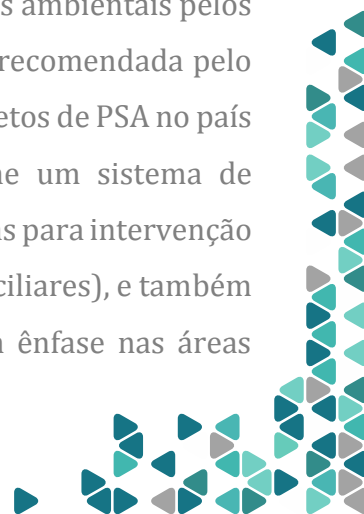 s ambientais pelos
recomendada pelo
etos de PSA no país
e um sistema de
s para intervenção
ciliares), e também
ênfase nas áreas